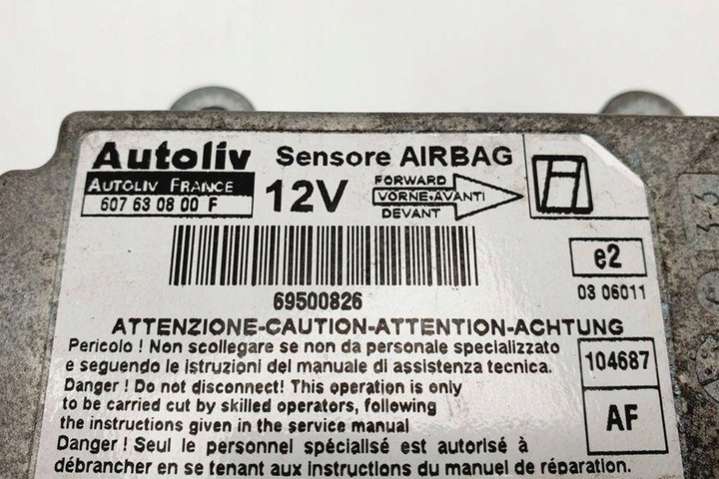 Autoliv Sensore AIRBAG
AUTOLIV FRANCE
607 63 08 00 F
12V
FORWARD
VORNE-AVANTI
DEVANT
e2
03 06011
69500826
ATTENZIONE-CAUTION-ATTENTION-ACHTUNG
Pericolo ! Non scollegare se non da personale specializzato
e seguendo le istruzioni del manuale di assistenza tecnica.
Danger ! Do not disconnect! This operation is only
to be carried cut by skilled operators, following
the instructions given in the service manual
Danger ! Seul le personnel spécialisé est autorisé à
débrancher en se tenant aux instructions du manuel de réparation.
104687
AF